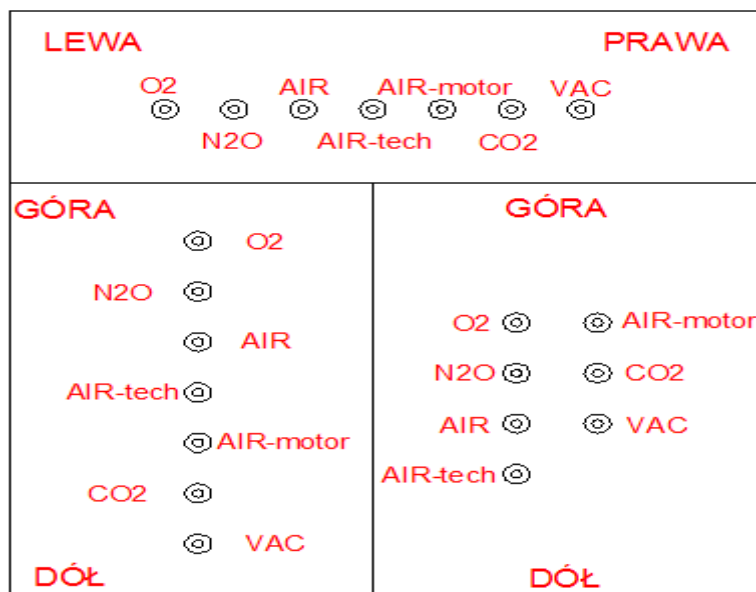 LEWA PRAWA
O2 AIR AIR-motor VAC
N2O AIR-tech CO2
GÓRA
O2
N2O
AIR
AIR-tech
AIR-motor
CO2
VAC
DÓŁ
GÓRA
O2 AIR-motor
N2O CO2
AIR VAC
AIR-tech
DÓŁ